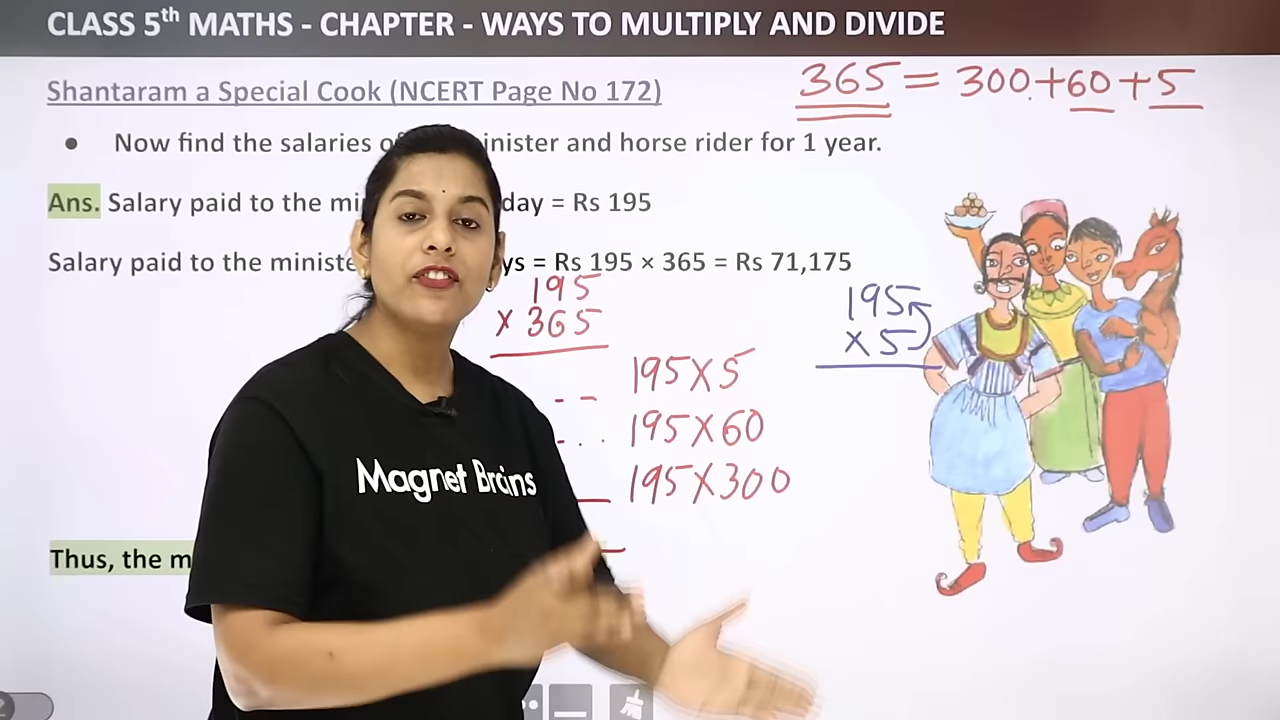 CLASS 5th MATHS - CHAPTER - WAYS TO MULTIPLY AND DIVIDE
Shantaram a Special Cook (NCERT Page No 172)
365 = 300 + 60 + 5
• Now find the salaries of inister and horse rider for 1 year.
Ans. Salary paid to the mi day = Rs 195
Salary paid to the ministe ys = Rs 195 × 365 = Rs 71,175
195
× 365
195 × 5
195 × 60
195 × 300
195
× 5
Magnet Brains
Thus, the m